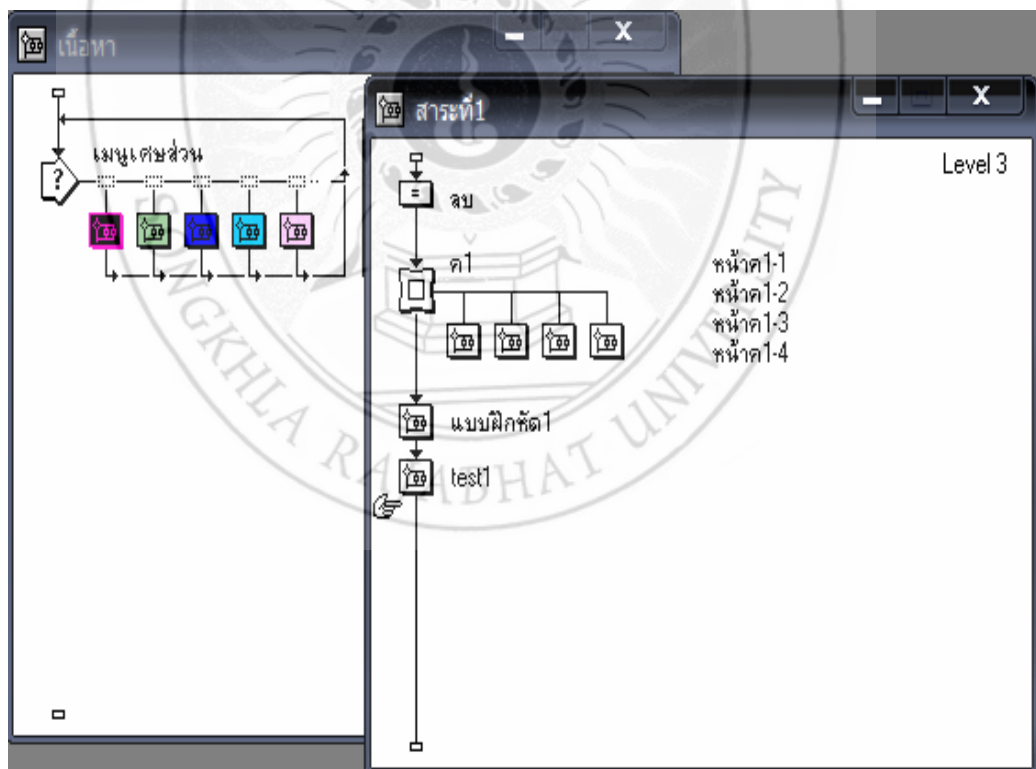 เนื้อหา
เมนูเศษส่วน
สาระที่1
Level 3
ลบ
ค1
หน้าค1-1
หน้าค1-2
หน้าค1-3
หน้าค1-4
แบบฝึกหัด1
test1
SONGKHLA RAJABHAT UNIVERSITY